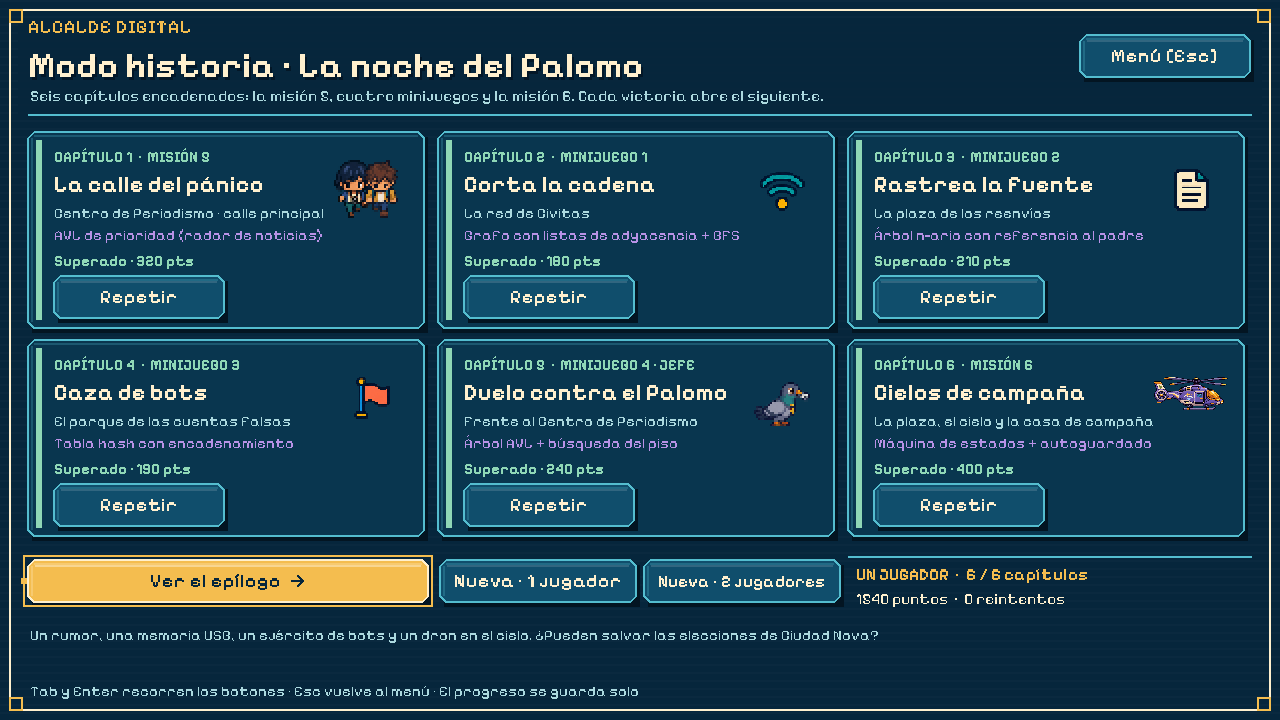 ALCALDE DIGITAL
Modo historia · La noche del Palomo
Menú (Esc)
Seis capítulos encadenados: la misión 5, cuatro minijuegos y la misión 6. Cada victoria abre el siguiente.
CAPÍTULO 1 · MISIÓN 5
La calle del pánico
Centro de Periodismo · calle principal
AVL de prioridad (radar de noticias)
Superado · 320 pts
Repetir
CAPÍTULO 2 · MINIJUEGO 1
Corta la cadena
La red de Civitas
Grafo con listas de adyacencia + BFS
Superado · 180 pts
Repetir
CAPÍTULO 3 · MINIJUEGO 2
Rastrea la fuente
La plaza de los reenvíos
Árbol n-ario con referencia al padre
Superado · 210 pts
Repetir
CAPÍTULO 4 · MINIJUEGO 3
Caza de bots
El parque de las cuentas falsas
Tabla hash con encadenamiento
Superado · 190 pts
Repetir
CAPÍTULO 5 · MINIJUEGO 4 · JEFE
Duelo contra el Palomo
Frente al Centro de Periodismo
Árbol AVL + búsqueda del piso
Superado · 240 pts
Repetir
CAPÍTULO 6 · MISIÓN 6
Cielos de campaña
La plaza, el cielo y la casa de campaña
Máquina de estados + autoguardado
Superado · 400 pts
Repetir
Ver el epílogo →
Nueva · 1 jugador
Nueva · 2 jugadores
UN JUGADOR · 6 / 6 capítulos
1540 puntos · 0 reintentos
Un rumor, una memoria USB, un ejército de bots y un dron en el cielo. ¿Pueden salvar las elecciones de Ciudad Nova?
Tab y Enter recorren los botones · Esc vuelve al menú · El progreso se guarda solo